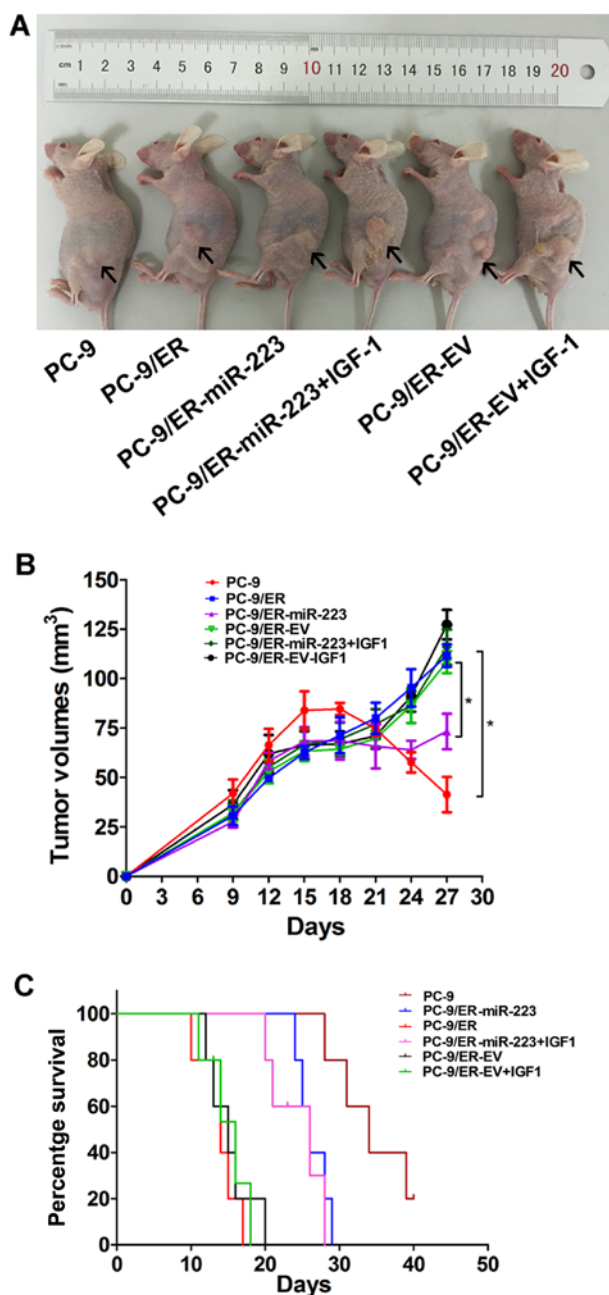 A
cm 1 2 3 4 5 6 7 8 9 10 11 12 13 14 15 16 17 18 19 20
PC-9
PC-9/ER
PC-9/ER-miR-223
PC-9/ER-miR-223+IGF-1
PC-9/ER-EV
PC-9/ER-EV+IGF-1
B
Tumor volumes (mm³)
150
125
100
75
50
25
0
PC-9
PC-9/ER
PC-9/ER-miR-223
PC-9/ER-EV
PC-9/ER-miR-223+IGF1
PC-9/ER-EV-IGF1
*
*
0 3 6 9 12 15 18 21 24 27 30
Days
C
Percentge survival
100
80
60
40
20
0
PC-9
PC-9/ER-miR-223
PC-9/ER
PC-9/ER-miR-223+IGF1
PC-9/ER-EV
PC-9/ER-EV+IGF1
0 10 20 30 40 50
Days